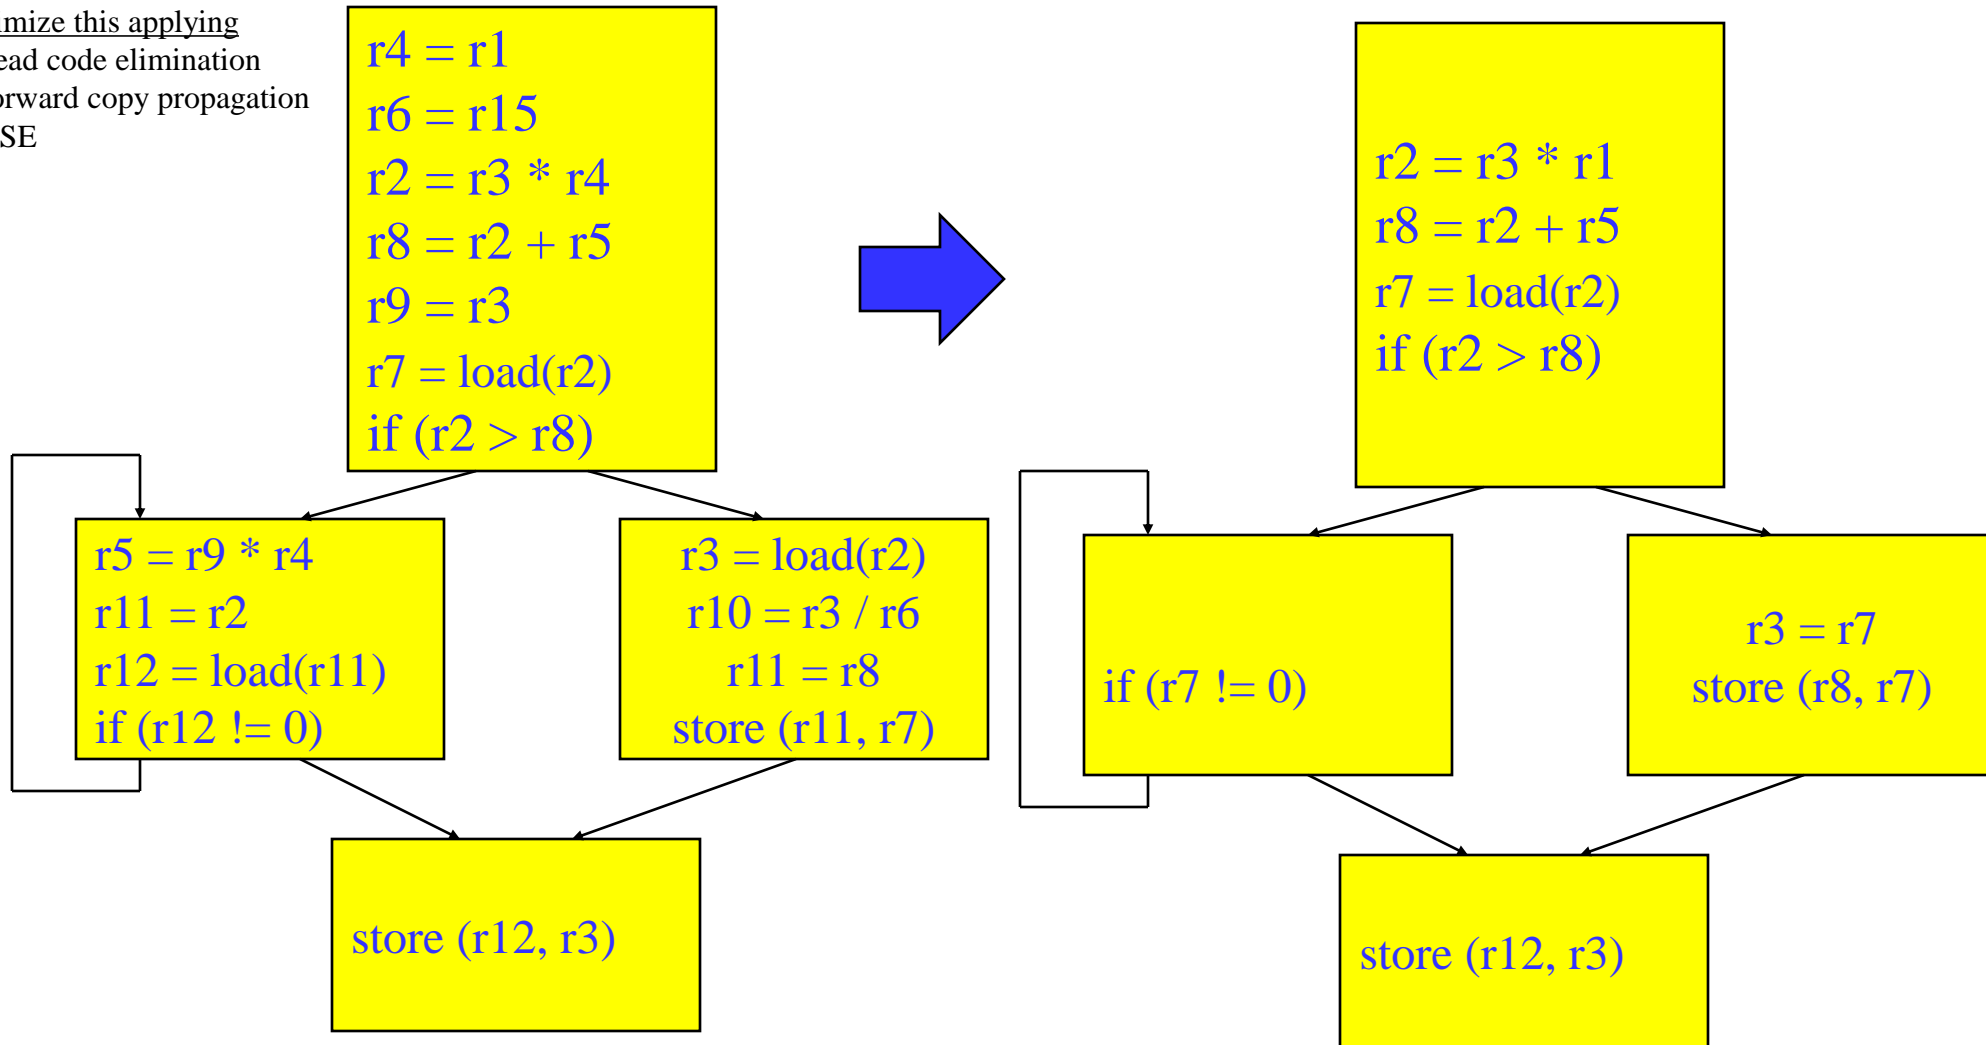 imize this applying
ead code elimination
orward copy propagation
SE
r4 = r1
r6 = r15
r2 = r3 * r4
r8 = r2 + r5
r9 = r3
r7 = load(r2)
if (r2 > r8)
r5 = r9 * r4
r11 = r2
r12 = load(r11)
if (r12 != 0)
r3 = load(r2)
r10 = r3 / r6
r11 = r8
store (r11, r7)
store (r12, r3)
r2 = r3 * r1
r8 = r2 + r5
r7 = load(r2)
if (r2 > r8)
if (r7 != 0)
r3 = r7
store (r8, r7)
store (r12, r3)